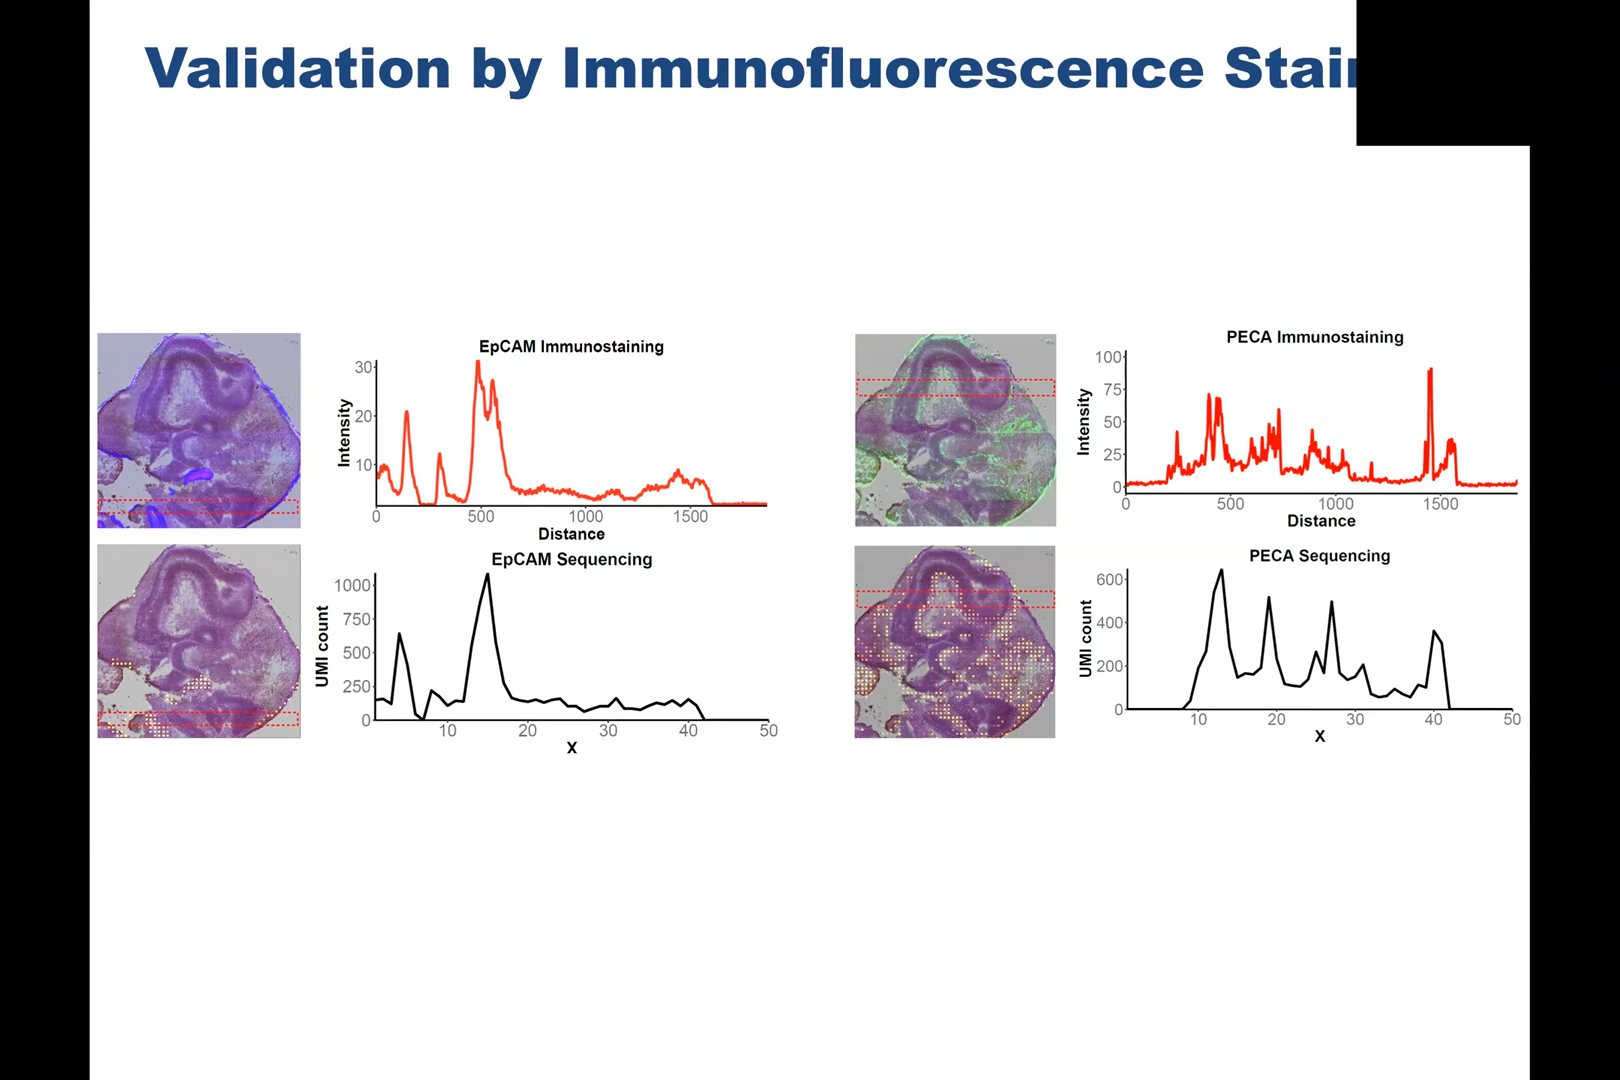 Validation by Immunofluorescence Stai
EpCAM Immunostaining
Intensity
30
20
10
0
500
1000
1500
Distance
EpCAM Sequencing
UMI count
1000
750
500
250
0
10
20
30
40
50
X
PECA Immunostaining
Intensity
100
75
50
25
0
0
500
1000
1500
Distance
PECA Sequencing
UMI count
600
400
200
0
10
20
30
40
50
X